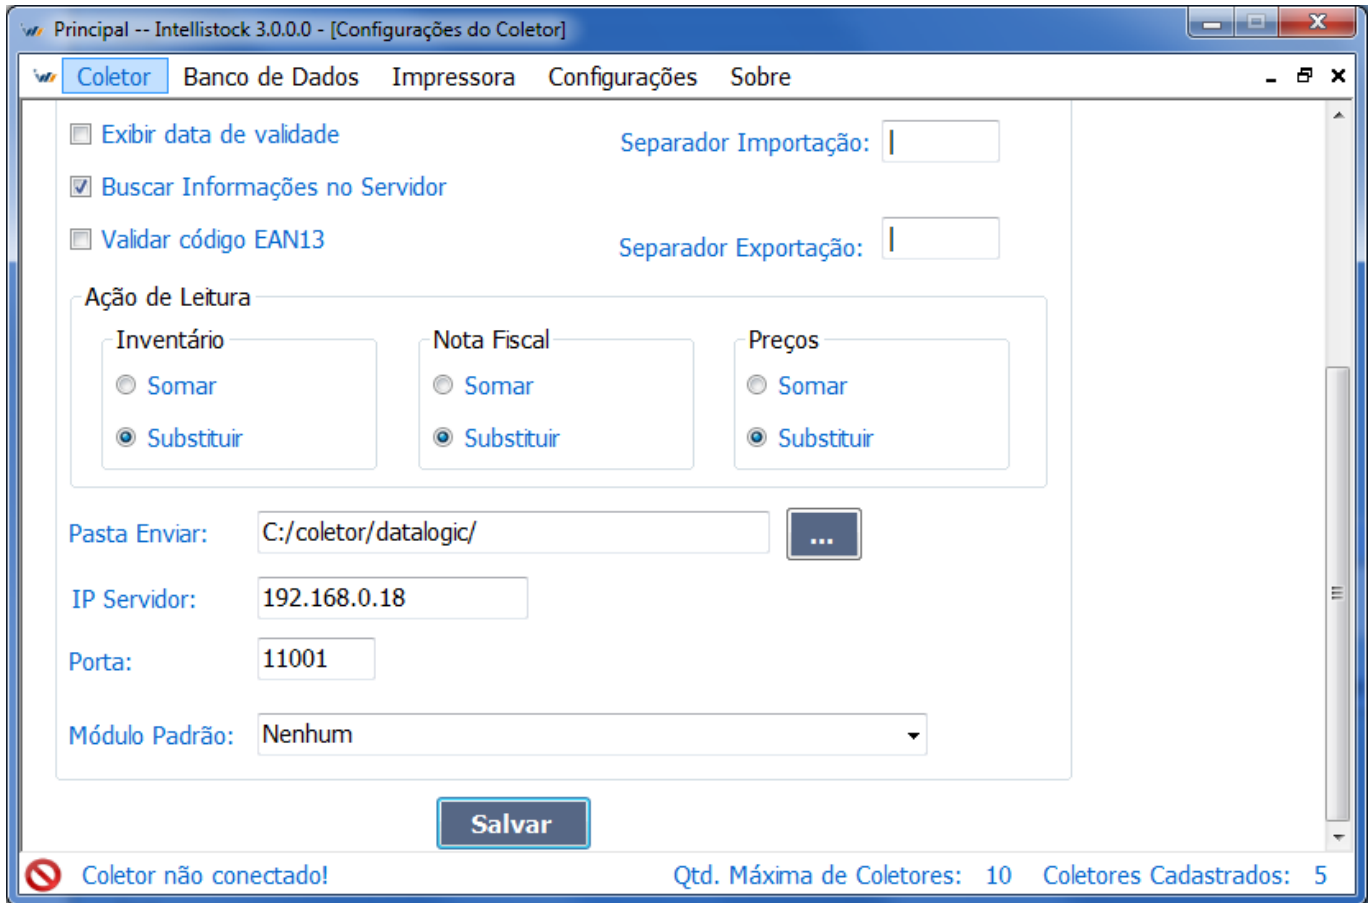 Principal -- Intellistock 3.0.0.0 - [Configurações do Coletor]
Coletor Banco de Dados Impressora Configurações Sobre
Exibir data de validade
Separador Importação: |
Buscar Informações no Servidor
Validar código EAN13
Separador Exportação: |
Ação de Leitura
Inventário Nota Fiscal Preços
Somar Somar Somar
Substituir Substituir Substituir
Pasta Enviar: C:/coletor/datalogic/ ...
IP Servidor: 192.168.0.18
Porta: 11001
Módulo Padrão: Nenhum
Salvar
Coletor não conectado! Qtd. Máxima de Coletores: 10 Coletores Cadastrados: 5